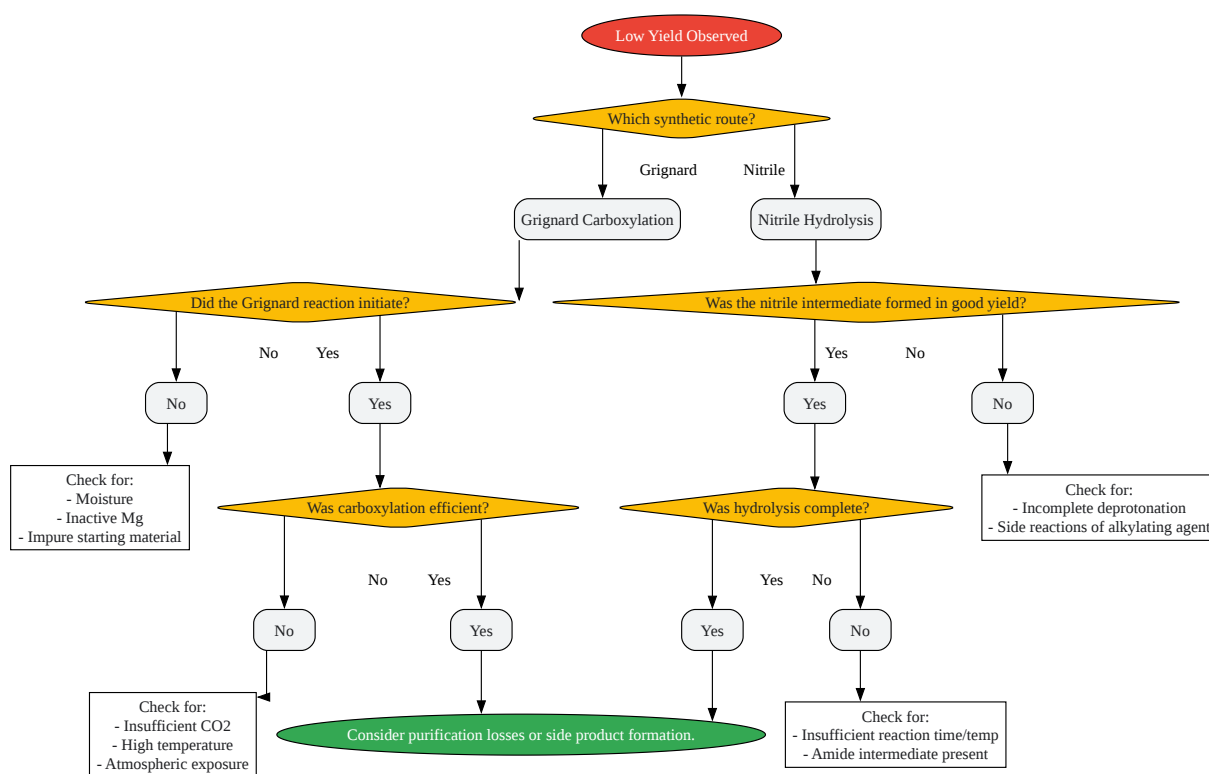 Low Yield Observed
Which synthetic route?
Grignard
Nitrile
Grignard Carboxylation
Nitrile Hydrolysis
Did the Grignard reaction initiate?
Was the nitrile intermediate formed in good yield?
No
Yes
Yes
No
No
Yes
Yes
No
Check for:
- Moisture
- Inactive Mg
- Impure starting material
Was carboxylation efficient?
Was hydrolysis complete?
Check for:
- Incomplete deprotonation
- Side reactions of alkylating agent
No
Yes
Yes
No
No
Yes
Yes
No
Check for:
- Insufficient CO2
- High temperature
- Atmospheric exposure
Consider purification losses or side product formation.
Check for:
- Insufficient reaction time/temp
- Amide intermediate present